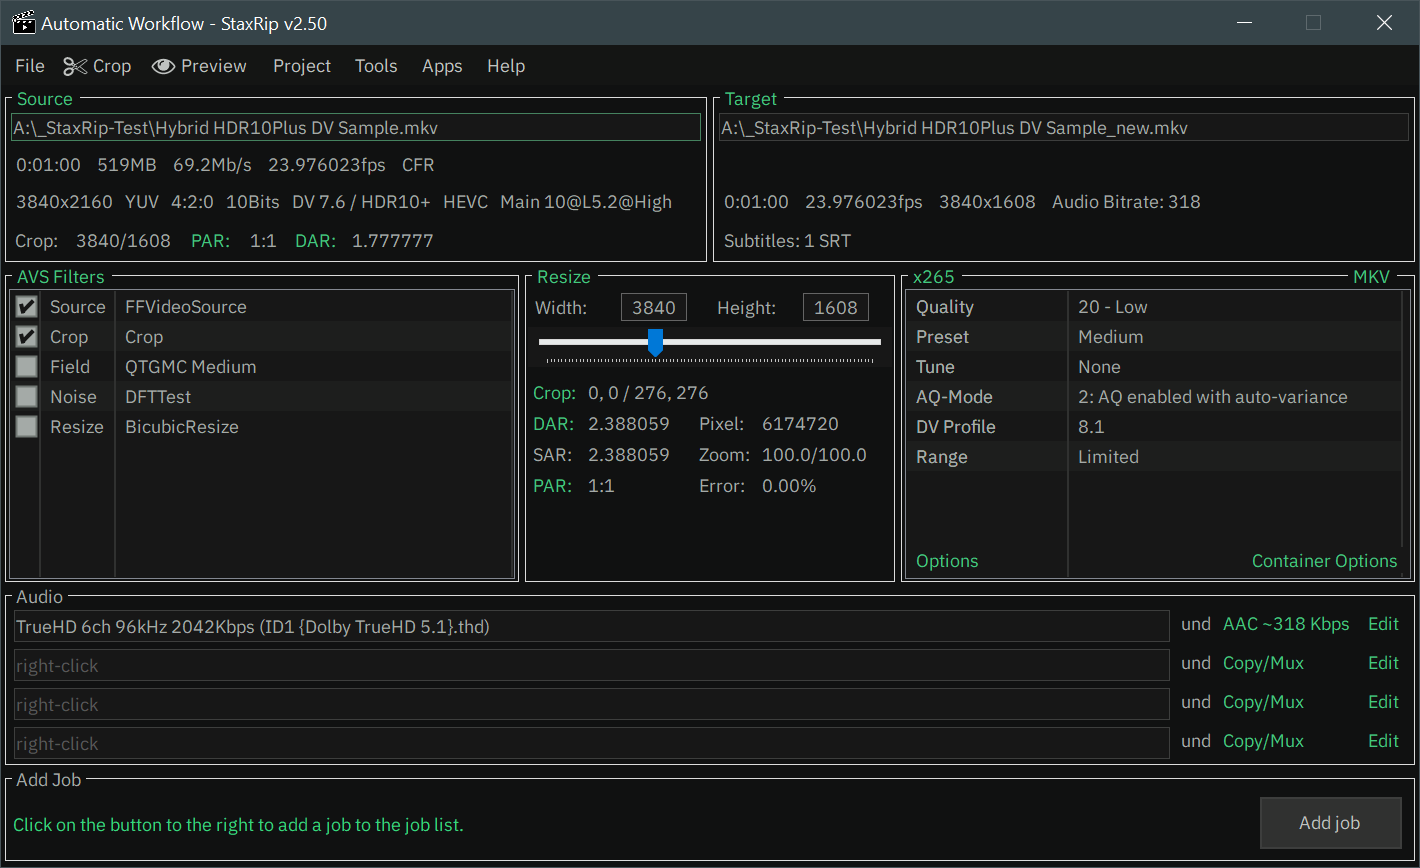 Automatic Workflow - StaxRip v2.50
File Crop Preview Project Tools Apps Help
Source
A:\_StaxRip-Test\Hybrid HDR10Plus DV Sample.mkv
0:01:00 519MB 69.2Mb/s 23.976023fps CFR
3840x2160 YUV 4:2:0 10Bits DV 7.6 / HDR10+ HEVC Main 10@L5.2@High
Crop: 3840/1608 PAR: 1:1 DAR: 1.777777
Target
A:\_StaxRip-Test\Hybrid HDR10Plus DV Sample_new.mkv
0:01:00 23.976023fps 3840x1608 Audio Bitrate: 318
Subtitles: 1 SRT
AVS Filters
Source FFVideoSource
Crop Crop
Field QTGMC Medium
Noise DFTTest
Resize BicubicResize
Resize
Width: 3840 Height: 1608
Crop: 0, 0 / 276, 276
DAR: 2.388059 Pixel: 6174720
SAR: 2.388059 Zoom: 100.0/100.0
PAR: 1:1 Error: 0.00%
x265 MKV
Quality 20 - Low
Preset Medium
Tune None
AQ-Mode 2: AQ enabled with auto-variance
DV Profile 8.1
Range Limited
Options Container Options
Audio
TrueHD 6ch 96kHz 2042Kbps (ID1 {Dolby TrueHD 5.1}.thd) und AAC ~318 Kbps Edit
right-click und Copy/Mux Edit
right-click und Copy/Mux Edit
right-click und Copy/Mux Edit
Add Job
Click on the button to the right to add a job to the job list. Add job